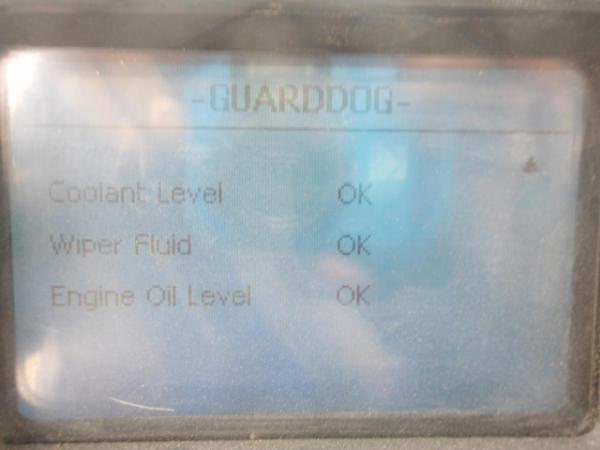 -GUARDDOG-
Coolant Level OK
Wiper Fluid OK
Engine Oil Level OK